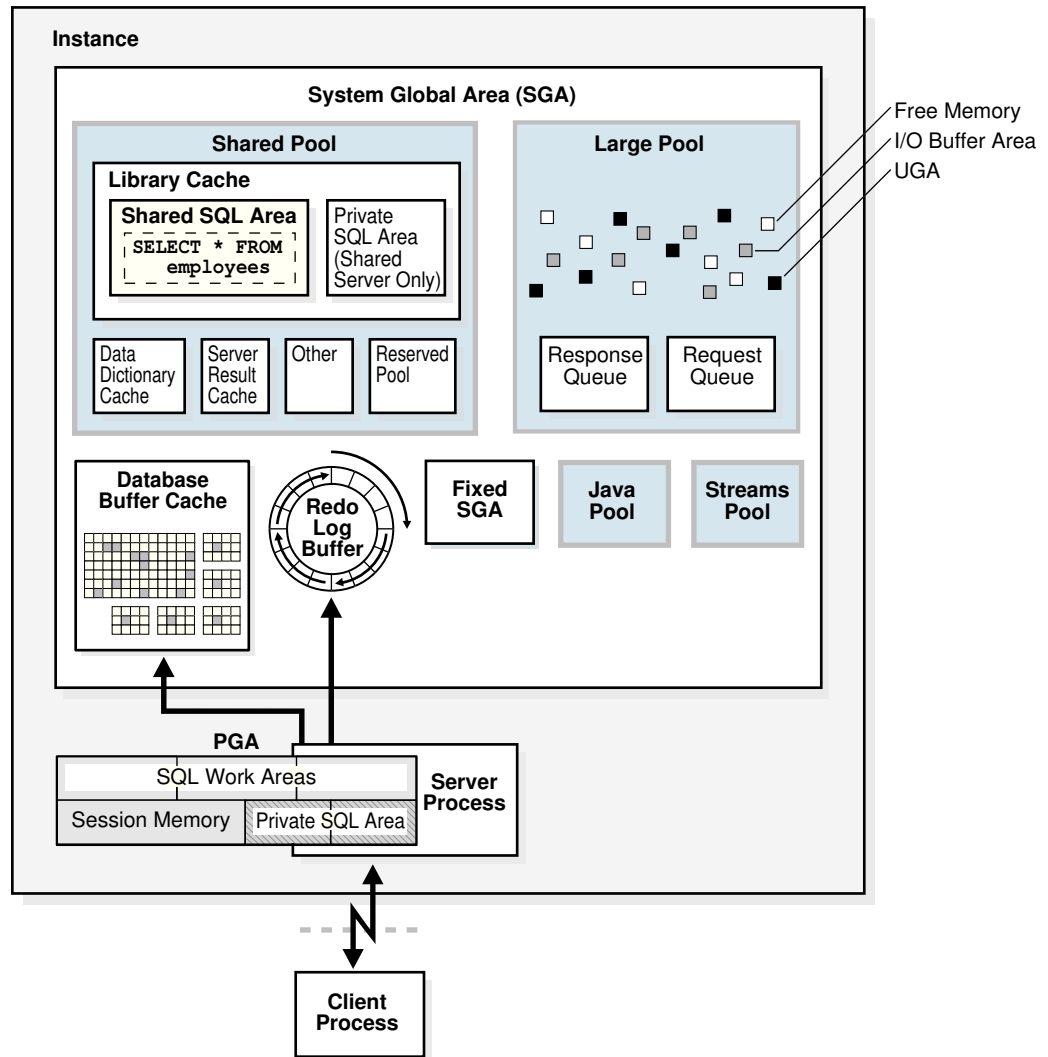 Instance
System Global Area (SGA)
Shared Pool
Library Cache
Shared SQL Area
SELECT * FROM
employees
Private
SQL Area
(Shared
Server Only)
Data
Dictionary
Cache
Server
Result
Cache
Other
Reserved
Pool
Large Pool
Free Memory
I/O Buffer Area
UGA
Response
Queue
Request
Queue
Database
Buffer Cache
Redo
Log
Buffer
Fixed
SGA
Java
Pool
Streams
Pool
PGA
SQL Work Areas
Session Memory
Private SQL Area
Server
Process
Client
Process